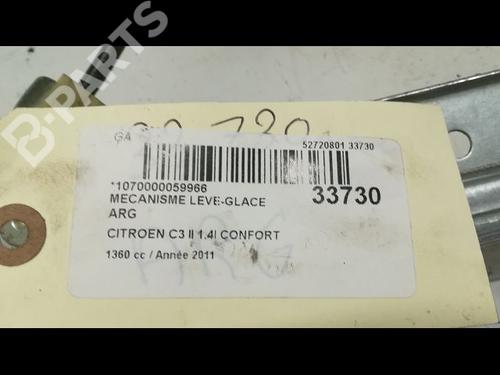 B-PARTS
GA
52720801 33730
*1070000059966
33730
MECANISME LEVE-GLACE
ARG
CITROEN C3 II 1.4I CONFORT
1360 cc / Année 2011